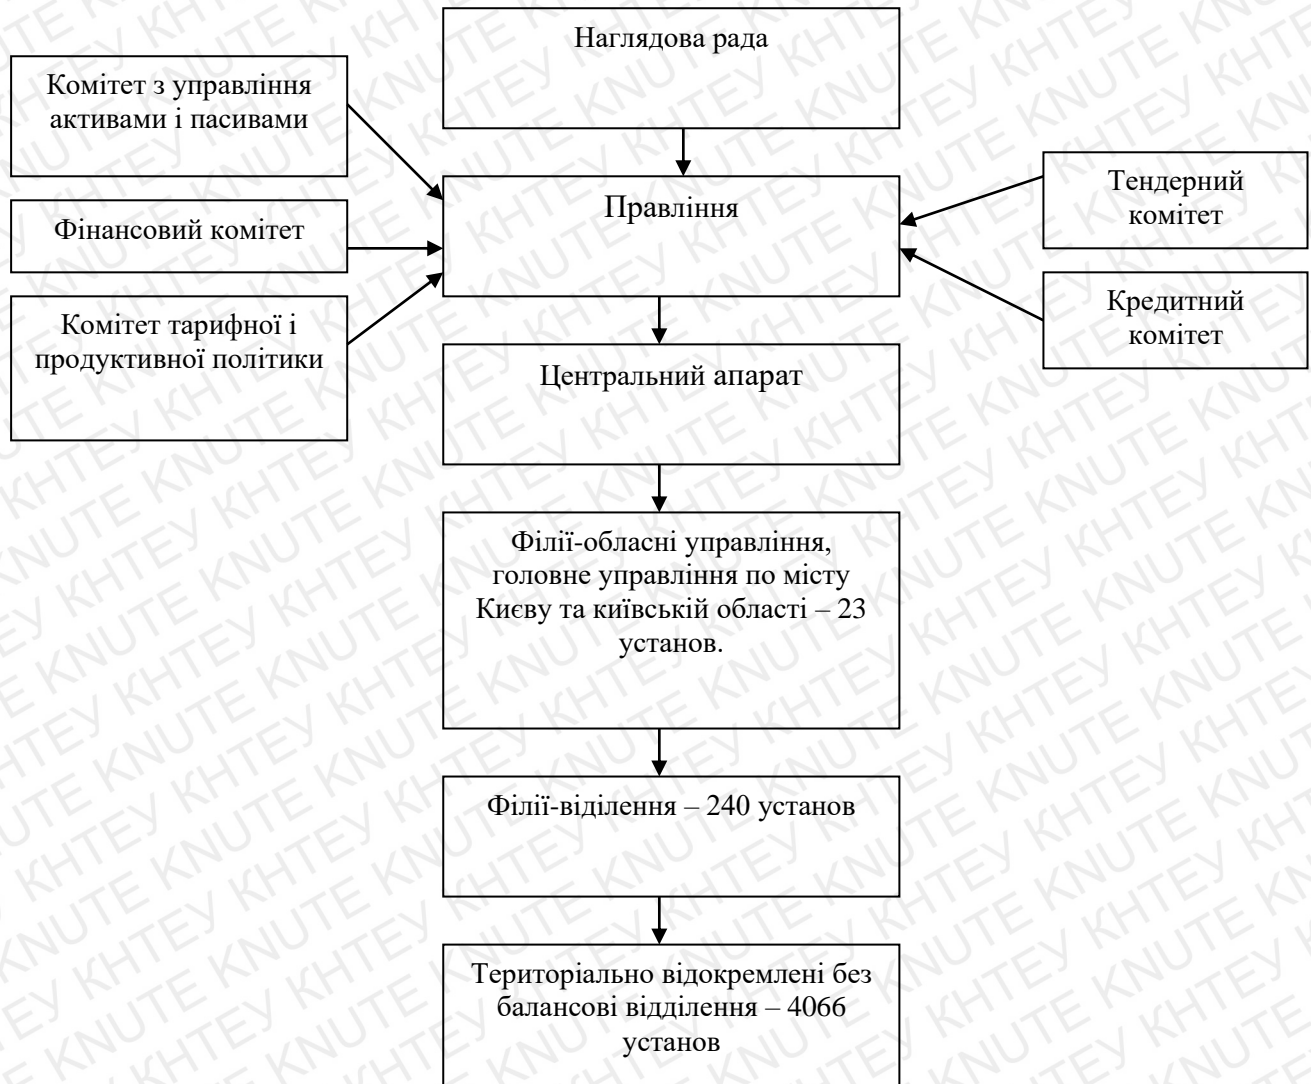 Наглядова рада
Комітет з управління
активами і пасивами
Правління
Тендерний
комітет
Фінансовий комітет
Кредитний
комітет
Комітет тарифної і
продуктивної політики
Центральний апарат
Філії-обласні управління,
головне управління по місту
Києву та київській області – 23
установ.
Філії-віділення – 240 установ
Територіально відокремлені без
балансові відділення – 4066
установ